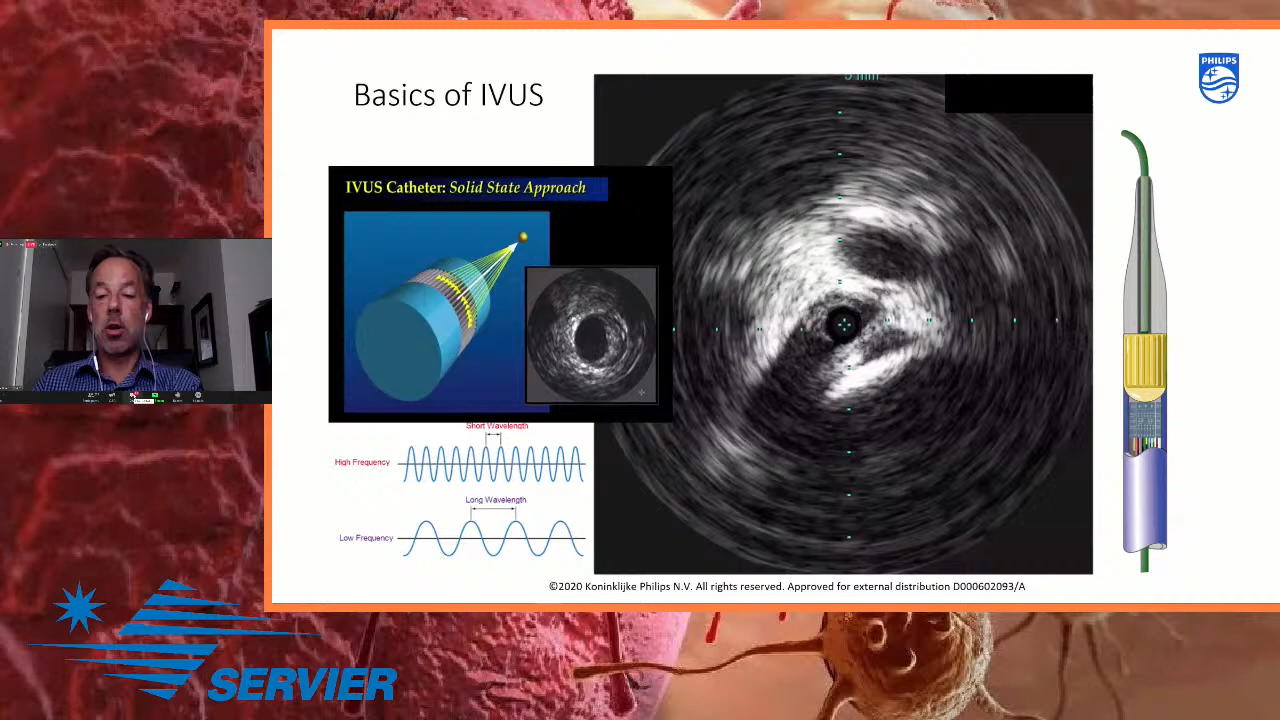 Basics of IVUS
PHILIPS
IVUS Catheter: Solid State Approach
Short Wavelength
High Frequency
Long Wavelength
Low Frequency
©2020 Koninklijke Philips N.V. All rights reserved. Approved for external distribution D000602093/A
SERVIER